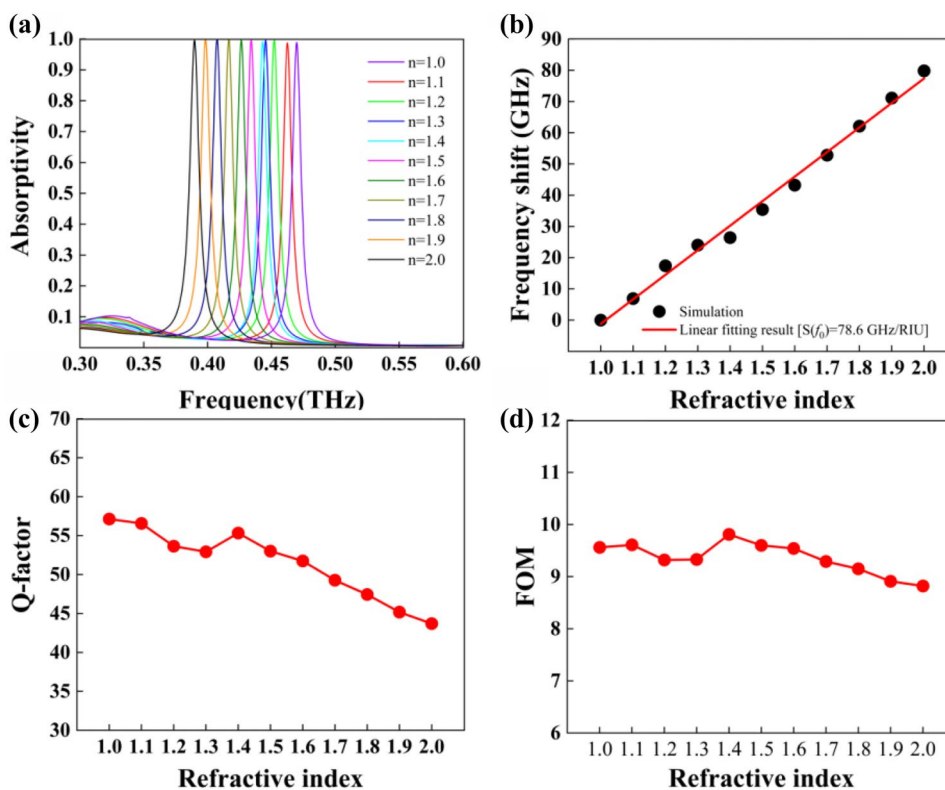 (a)
Absorptivity
1.0
0.9
0.8
0.7
0.6
0.5
0.4
0.3
0.2
0.1
n=1.0
n=1.1
n=1.2
n=1.3
n=1.4
n=1.5
n=1.6
n=1.7
n=1.8
n=1.9
n=2.0
0.30 0.40 0.45 0.50 0.60
Frequency(THz)
(b)
Frequency shift (GHz)
90
80
70
60
50
40
30
20
10
0
Simulation
Linear fitting result [S(f₀)=78.6 GHz/RIU]
1.0 1.1 1.2 1.3 1.4 1.5 1.6 1.7 1.8 1.9 2.0
Refractive index
(c)
Q-factor
70
65
60
55
50
45
40
35
30
1.0 1.1 1.2 1.3 1.4 1.5 1.6 1.7 1.8 1.9 2.0
Refractive index
(d)
FOM
12
11
10
9
8
7
6
1.0 1.1 1.2 1.3 1.4 1.5 1.6 1.7 1.8 1.9 2.0
Refractive index